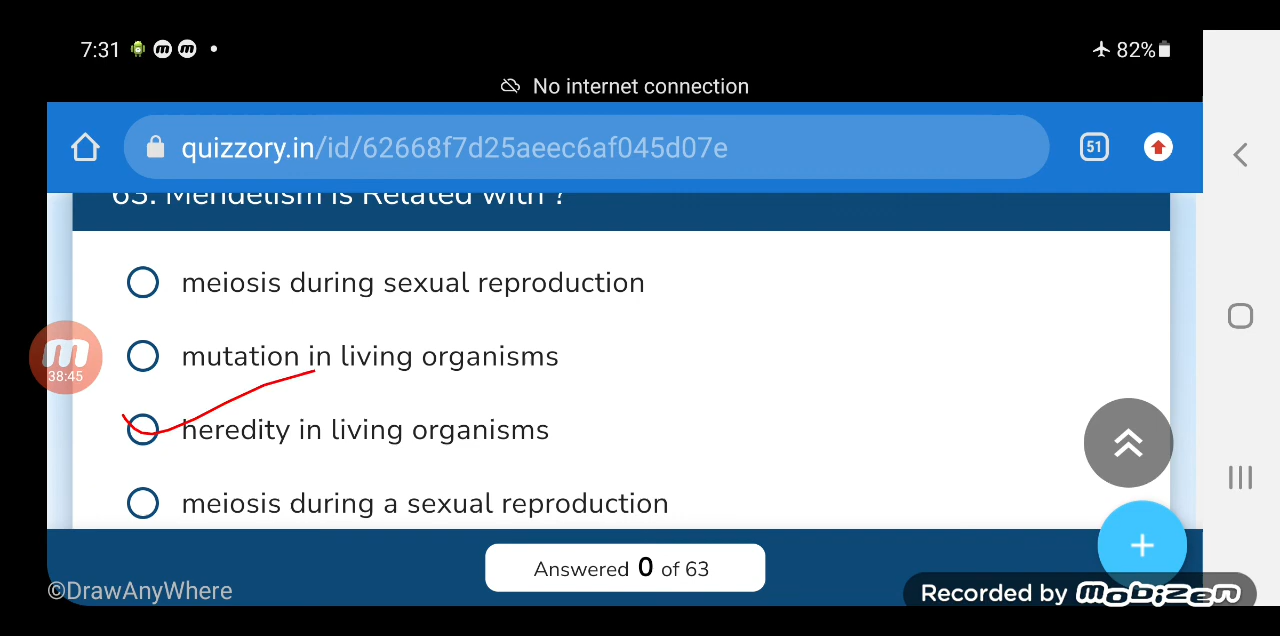 7:31
82%
No internet connection
quizzory.in/id/62668f7d25aeec6af045d07e
51
63. Mendelism is Related with ?
meiosis during sexual reproduction
mutation in living organisms
38:45
heredity in living organisms
meiosis during a sexual reproduction
Answered 0 of 63
©DrawAnyWhere
Recorded by mobizen